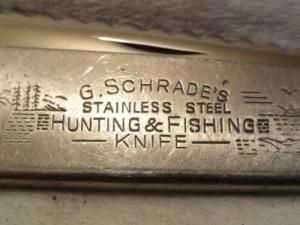 G. SCHRADE'S
STAINLESS STEEL
HUNTING & FISHING
KNIFE